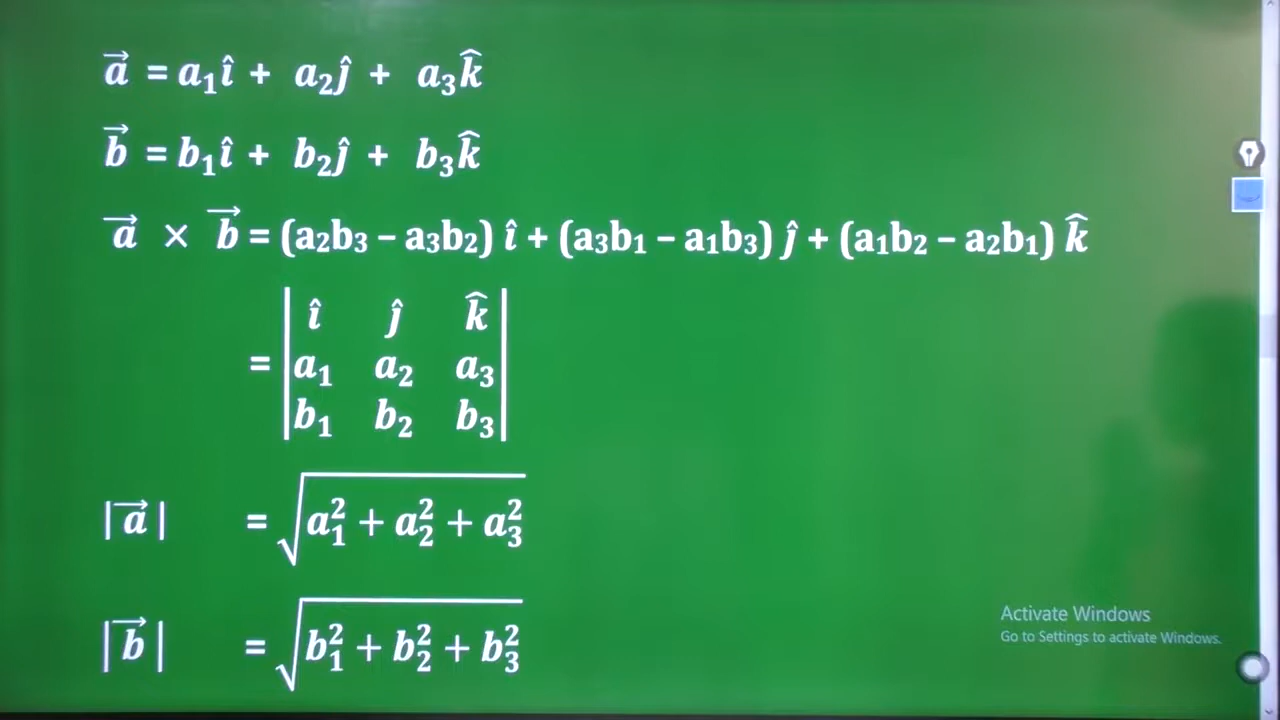 a⃗ = a₁î + a₂ĵ + a₃k̂
b⃗ = b₁î + b₂ĵ + b₃k̂
a⃗ × b⃗ = (a₂b₃ – a₃b₂) î + (a₃b₁ – a₁b₃) ĵ + (a₁b₂ – a₂b₁) k̂
= | î ĵ k̂ |
| a₁ a₂ a₃ |
| b₁ b₂ b₃ |
|a⃗| = √(a₁² + a₂² + a₃²)
|b⃗| = √(b₁² + b₂² + b₃²)
Activate Windows
Go to Settings to activate Windows.